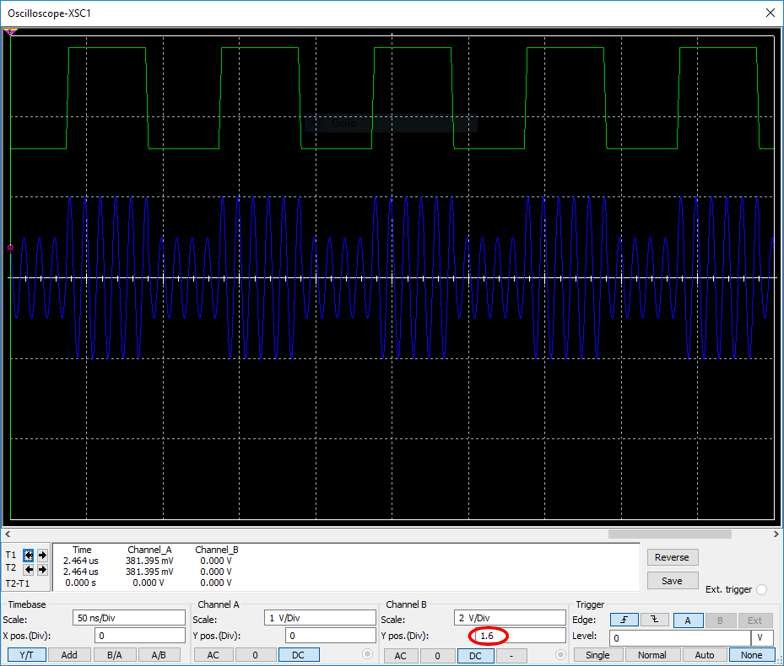 Oscilloscope-XSC1
Time Channel_A Channel_B
T1 2.464 us 381.395 mV 0.000 V
T2 2.464 us 381.395 mV 0.000 V
T2-T1 0.000 s 0.000 V 0.000 V
Reverse
Save
Ext. trigger
Timebase Channel A Channel B Trigger
Scale: 50 ns/Div Scale: 1 V/Div Scale: 2 V/Div Edge: A B Ext
X pos.(Div): 0 Y pos.(Div): 0 Y pos.(Div): 1.6 Level: 0 V
Y/T Add B/A A/B AC 0 DC AC 0 DC - Single Normal Auto None